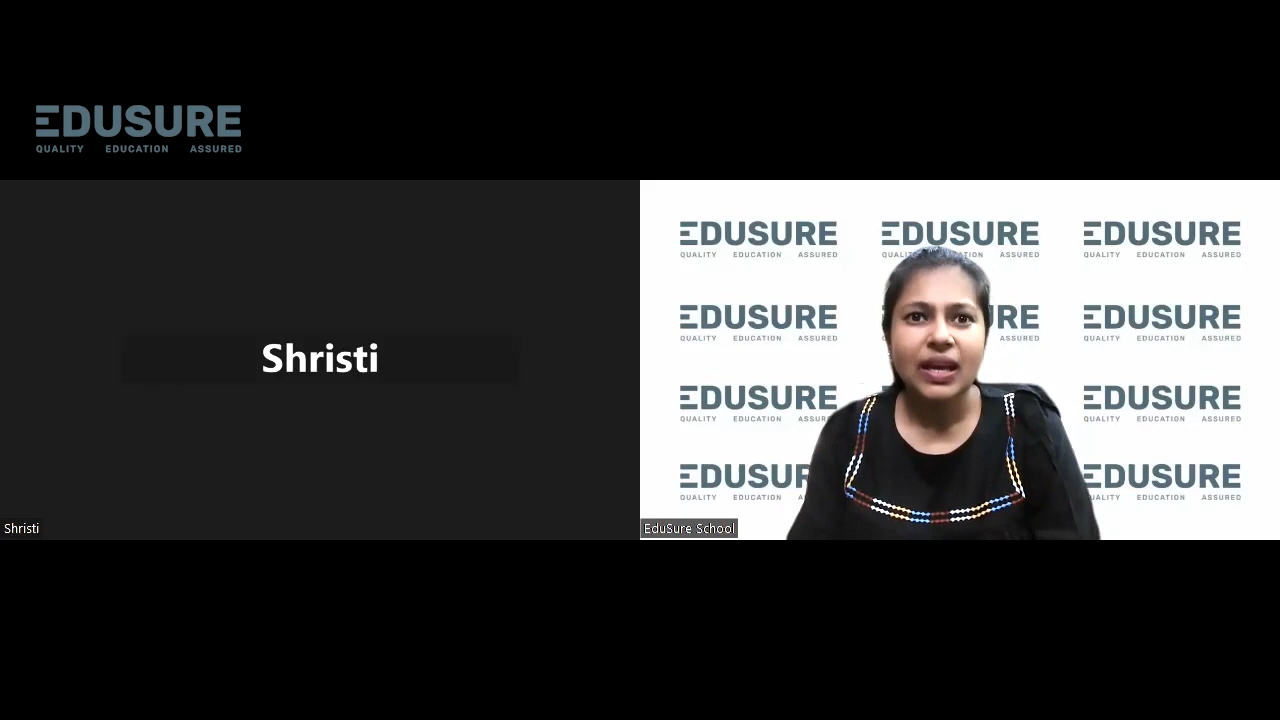 EDUSURE
QUALITY EDUCATION ASSURED
Shristi
Shristi
EDUSURE EDUSURE EDUSURE
QUALITY EDUCATION ASSURED QUALITY ASSURED QUALITY EDUCATION ASSURED
EDUSURE EDUSURE
QUALITY EDUCATION ASSURED ASSURED QUALITY EDUCATION ASSURED
EDUSURE EDUSURE
QUALITY EDUCATION ASSURED QUALITY EDUCATION ASSURED
EDUSURE
QUALITY EDUCATION EDUCATION ASSURED
EduSure School